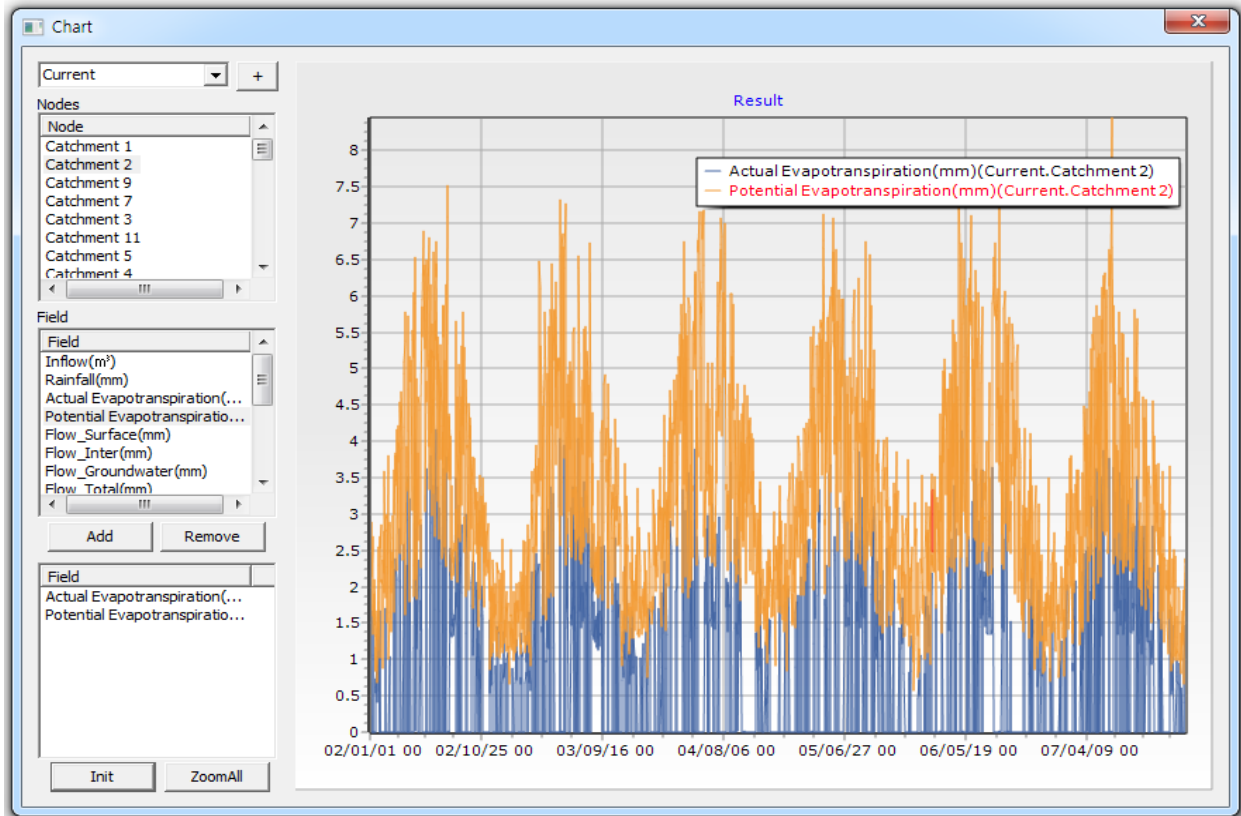 Chart
Current
+
Nodes
Node
Catchment 1
Catchment 2
Catchment 9
Catchment 7
Catchment 3
Catchment 11
Catchment 5
Catchment 4
Field
Field
Inflow(m³)
Rainfall(mm)
Actual Evapotranspiration(...
Potential Evapotranspiratio...
Flow_Surface(mm)
Flow_Inter(mm)
Flow_Groundwater(mm)
Flow_Total(mm)
Add Remove
Field
Actual Evapotranspiration(...
Potential Evapotranspiratio...
Init ZoomAll
Result
Actual Evapotranspiration(mm)(Current.Catchment 2)
Potential Evapotranspiration(mm)(Current.Catchment 2)
8
7.5
7
6.5
6
5.5
5
4.5
4
3.5
3
2.5
2
1.5
1
0.5
0
02/01/01 00 02/10/25 00 03/09/16 00 04/08/06 00 05/06/27 00 06/05/19 00 07/04/09 00